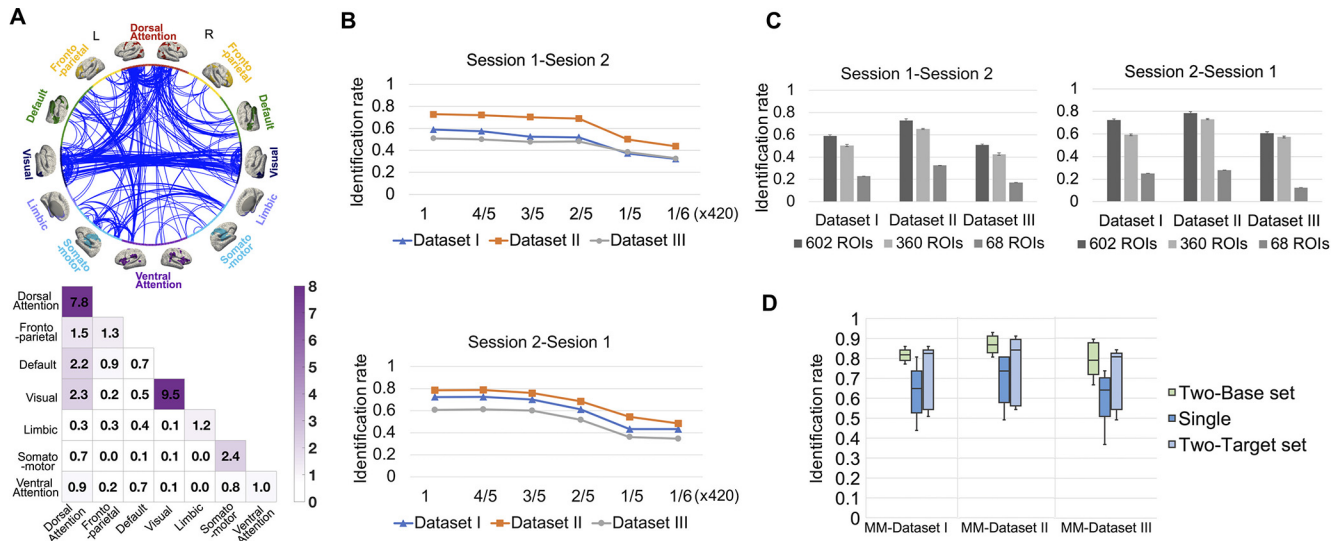 A
L
R
Dorsal
Attention
Fronto
-parietal
Fronto
-parietal
Default
Default
Visual
Visual
Limbic
Limbic
Somato
-motor
Somato
-motor
Ventral
Attention
Dorsal
Attention
7.8
Fronto
-parietal
1.5 1.3
Default
2.2 0.9 0.7
Visual
2.3 0.2 0.5 9.5
Limbic
0.3 0.3 0.4 0.1 1.2
Somato
-motor
0.7 0.0 0.1 0.1 0.0 2.4
Ventral
Attention
0.9 0.2 0.7 0.1 0.0 0.8 1.0
Dorsal
Attention
Fronto
-parietal
Default
Visual
Limbic
Somato
-motor
Ventral
Attention
8
7
6
5
4
3
2
1
0
B
Session 1-Sesion 2
Identification rate
1
0.8
0.6
0.4
0.2
0
1 4/5 3/5 2/5 1/5 1/6 (x420)
Dataset I Dataset II Dataset III
Session 2-Sesion 1
Identification rate
1
0.8
0.6
0.4
0.2
0
1 4/5 3/5 2/5 1/5 1/6 (x420)
Dataset I Dataset II Dataset III
C
Session 1-Session 2
Identification rate
1
0.8
0.6
0.4
0.2
0
Dataset I Dataset II Dataset III
602 ROIs 360 ROIs 68 ROIs
Session 2-Session 1
Identification rate
1
0.8
0.6
0.4
0.2
0
Dataset I Dataset II Dataset III
602 ROIs 360 ROIs 68 ROIs
D
Identification rate
1
0.9
0.8
0.7
0.6
0.5
0.4
0.3
0.2
0.1
0
MM-Dataset I MM-Dataset II MM-Dataset III
Two-Base set
Single
Two-Target set